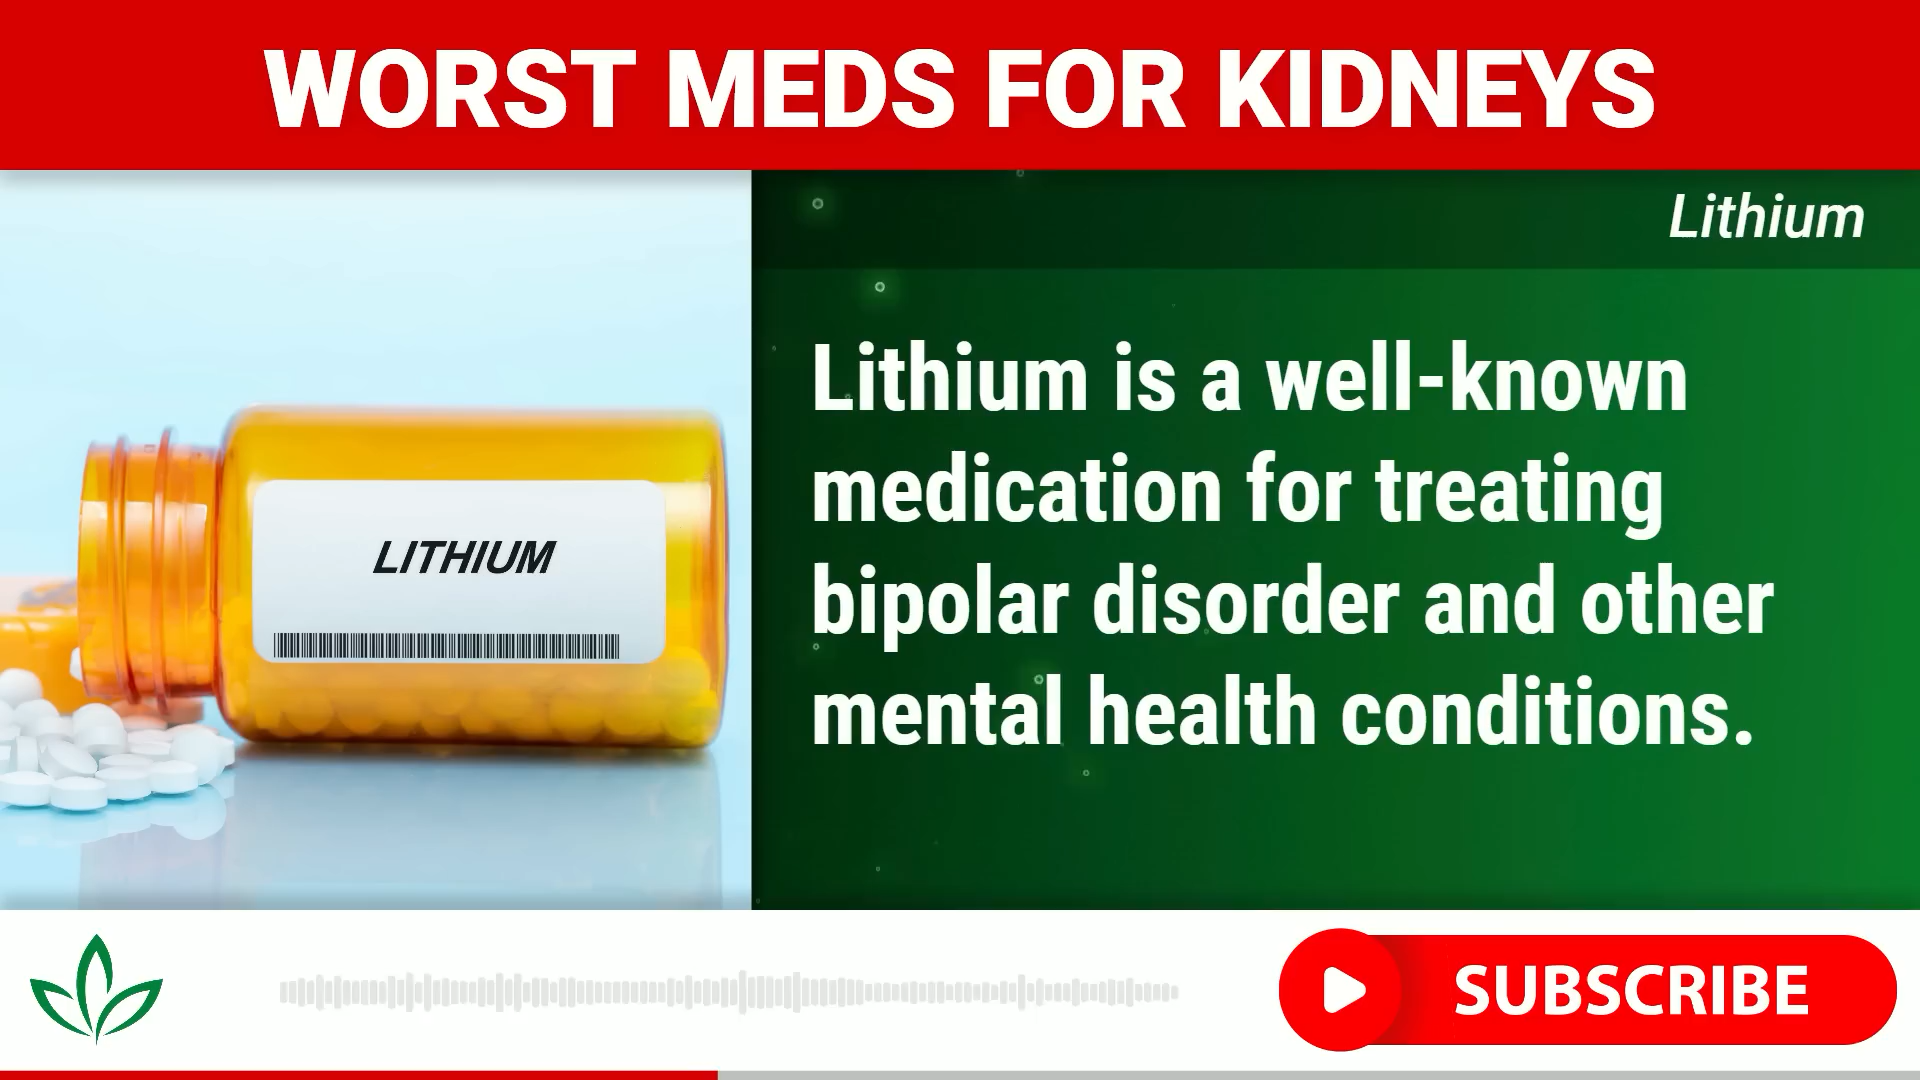 WORST MEDS FOR KIDNEYS
Lithium
LITHIUM
Lithium is a well-known
medication for treating
bipolar disorder and other
mental health conditions.
SUBSCRIBE